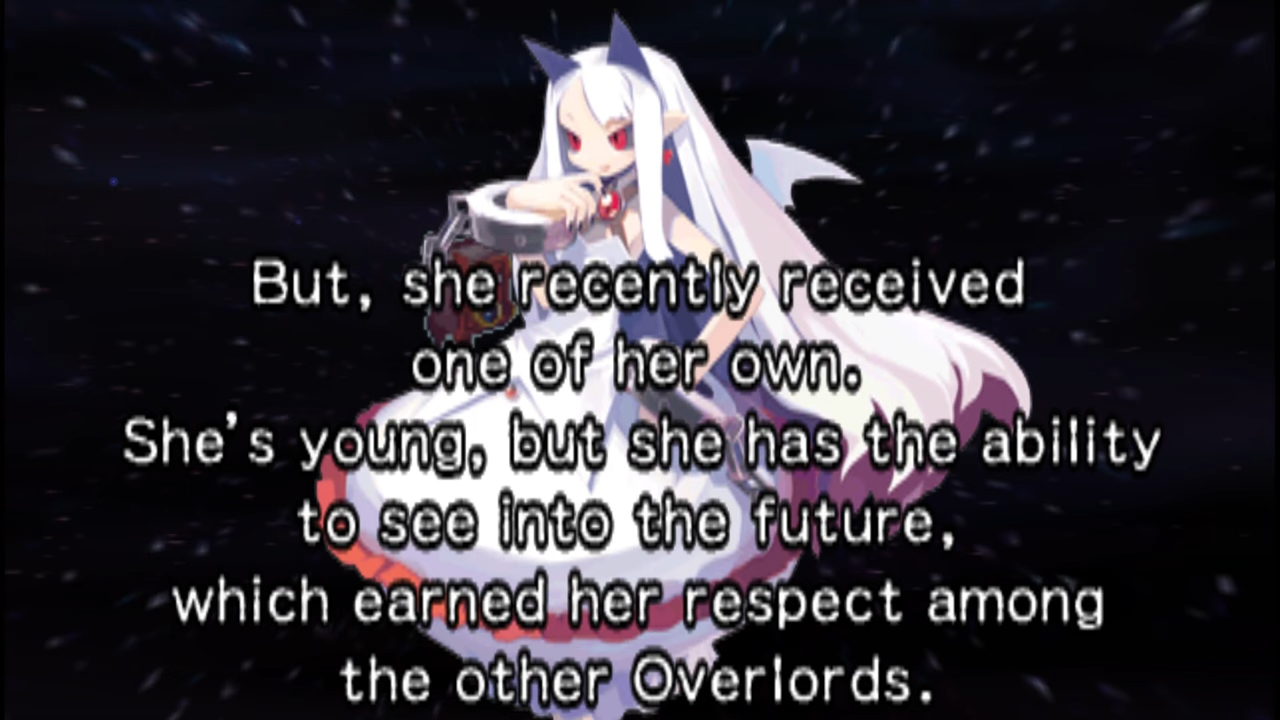 But, she recently received
one of her own.
She's young, but she has the ability
to see into the future,
which earned her respect among
the other Overlords.